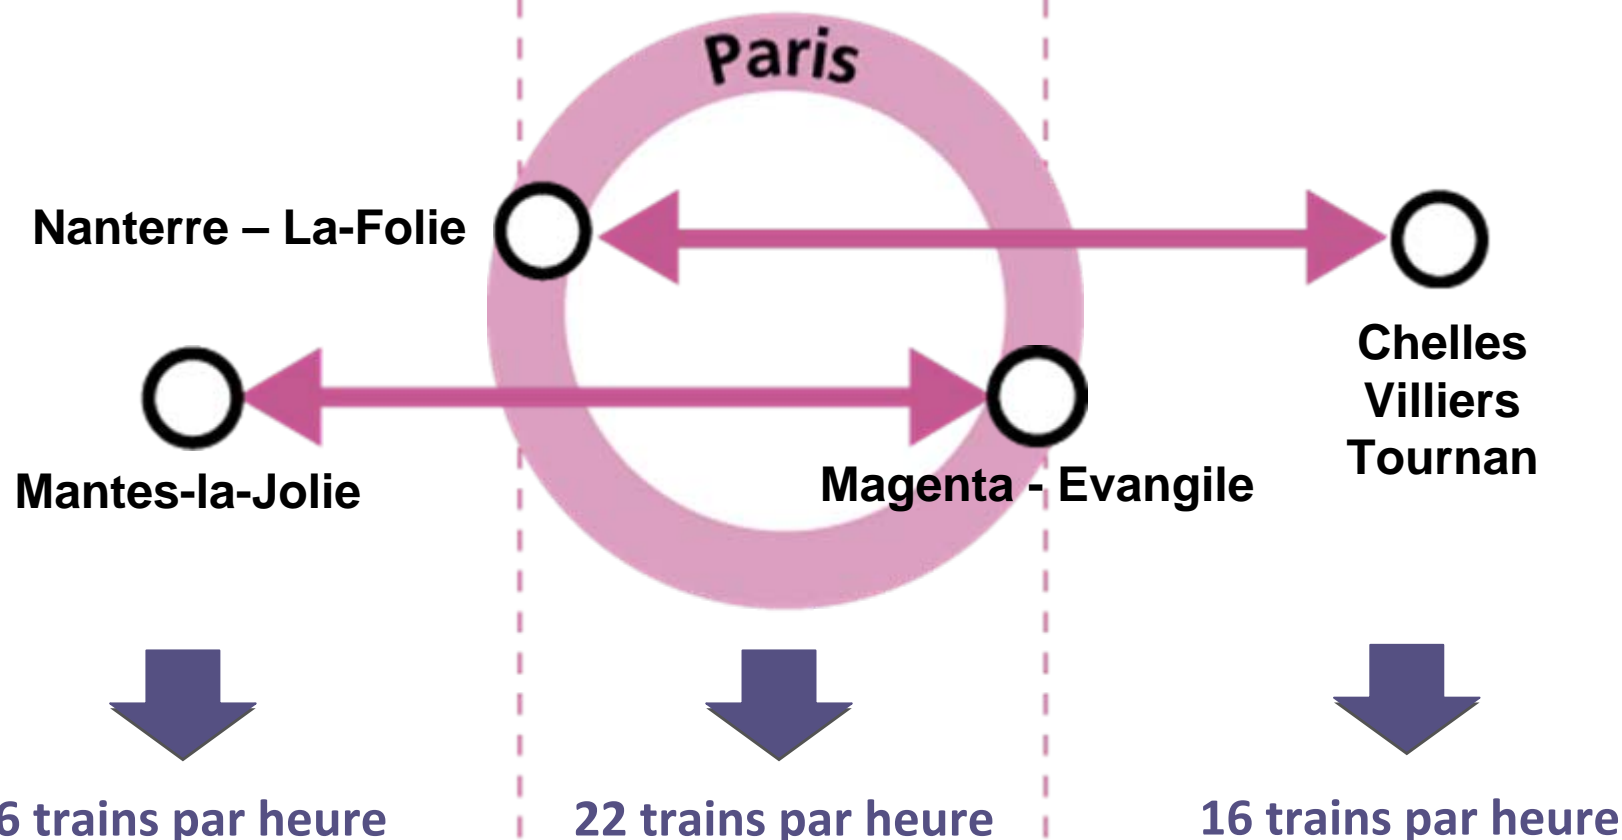 Paris
Nanterre – La-Folie
Chelles
Villiers
Tournan
Mantes-la-Jolie
Magenta - Evangile
6 trains par heure
22 trains par heure
16 trains par heure